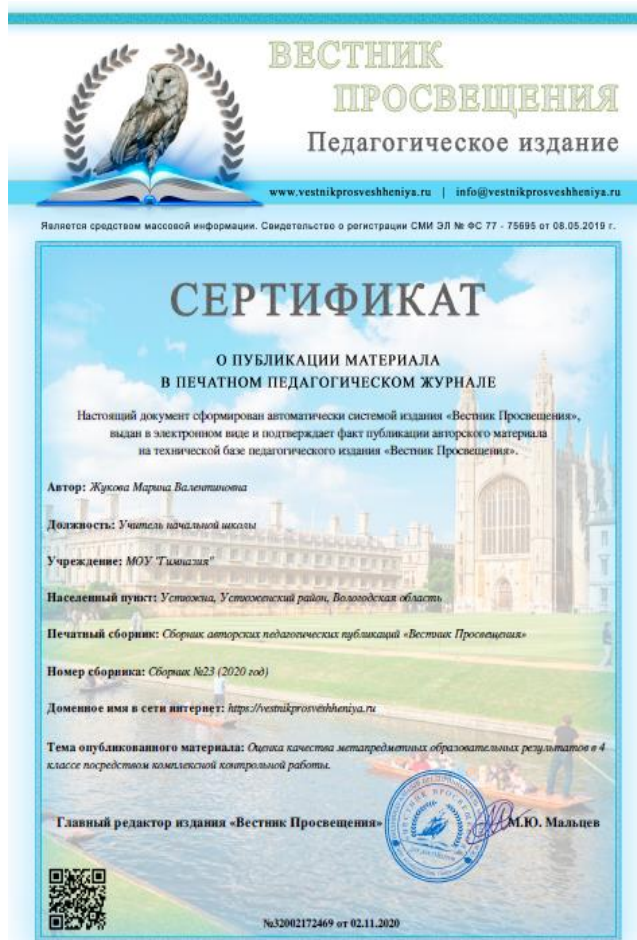 ВЕСТНИК
ПРОСВЕЩЕНИЯ
Педагогическое издание
www.vestnikprosveshheniya.ru | info@vestnikprosveshheniya.ru
Является средством массовой информации. Свидетельство о регистрации СМИ ЭЛ № ФС 77 - 75695 от 08.05.2019 г.
СЕРТИФИКАТ
О ПУБЛИКАЦИИ МАТЕРИАЛА
В ПЕЧАТНОМ ПЕДАГОГИЧЕСКОМ ЖУРНАЛЕ
Настоящий документ сформирован автоматически системой издания «Вестник Просвещения»,
выдан в электронном виде и подтверждает факт публикации авторского материала
на технической базе педагогического издания «Вестник Просвещения».
Автор: Жукова Марина Валентиновна
Должность: Учитель начальной школы
Учреждение: МОУ "Гимназия"
Населенный пункт: Устюжна, Устюженский район, Вологодская область
Печатный сборник: Сборник авторских педагогических публикаций «Вестник Просвещения»
Номер сборника: Сборник №23 (2020 год)
Доменное имя в сети интернет: https://vestnikprosveshheniya.ru
Тема опубликованного материала: Оценка качества метапредметных образовательных результатов в 4
классе посредством комплексной контрольной работы.
Главный редактор издания «Вестник Просвещения» М.Ю. Мальцев
№32002172469 от 02.11.2020